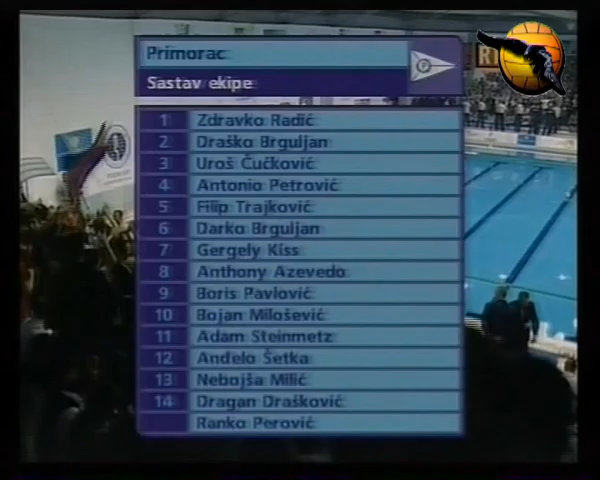 Primorac
Sastav ekipe
1 Zdravko Radić
2 Draško Brguljan
3 Uroš Čučković
4 Antonio Petrović
5 Filip Trajković
6 Darko Brguljan
7 Gergely Kiss
8 Anthony Azevedo
9 Boris Pavlović
10 Bojan Milošević
11 Adam Steinmetz
12 Anđelo Šetka
13 Nebojša Milić
14 Dragan Drašković
Ranko Perović